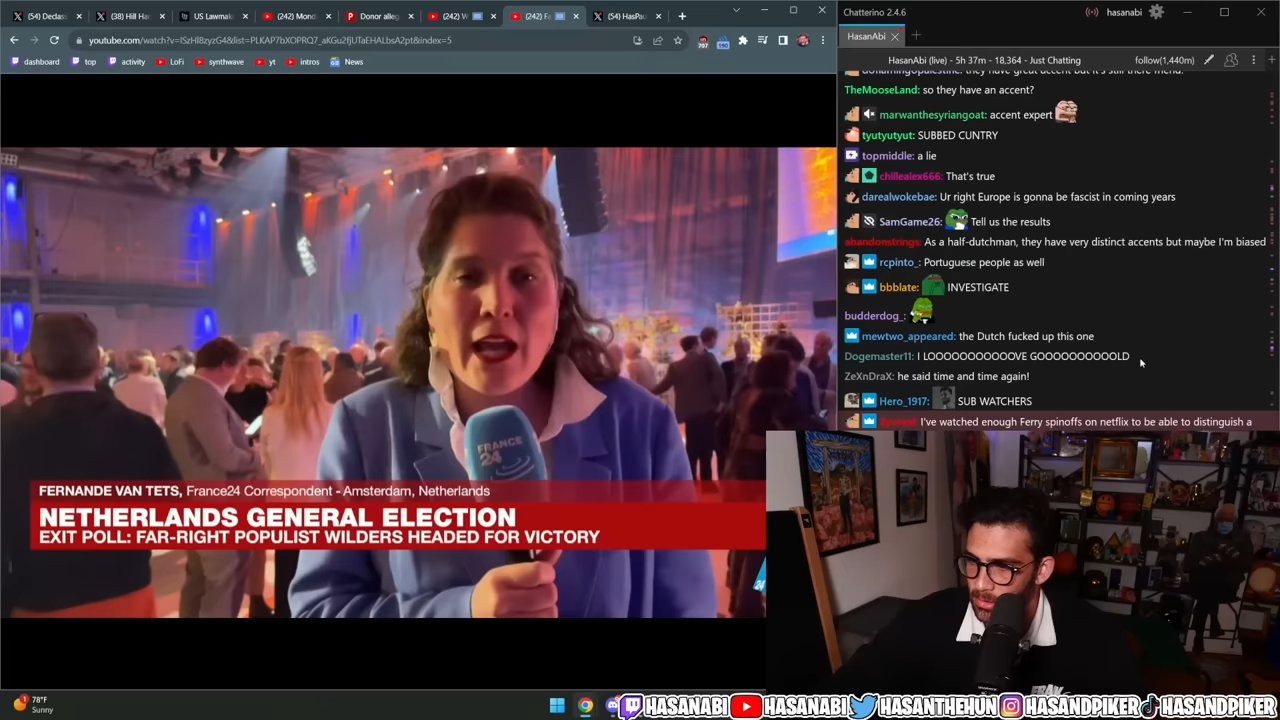 (54) Declass
(38) Hill Har
US Lawmak
(242) Mond
Donor alleg
(242) W
(242) Fa
(54) HasPau
youtube.com/watch?v=lSzHl8zyzG4&list=PLKAP7bXOPRQ7_aKGu2fjUTaEHALbsA2pt&index=5
707
190
dashboard
top
activity
LoFi
synthwave
yt
intros
News
Chatterino 2.4.6
hasanabi
HasanAbi
HasanAbi (live) - 5h 37m - 18,364 - Just Chatting
follow(1,440m)
TheMooseLand: so they have an accent?
marwanthesyriangoat: accent expert
tyutyutyut: SUBBED CUNTRY
topmiddle: a lie
chillealex666: That's true
darealwokebae: Ur right Europe is gonna be fascist in coming years
SamGame26: Tell us the results
abandonstrings: As a half-dutchman, they have very distinct accents but maybe I'm biased
rcpinto_: Portuguese people as well
bbblate: INVESTIGATE
budderdog_:
mewtwo_appeared: the Dutch fucked up this one
Dogemaster11: I LOOOOOOOOOOOVE GOOOOOOOOOOLD
ZeXnDraX: he said time and time again!
Hero_1917: SUB WATCHERS
I've watched enough Ferry spinoffs on netflix to be able to distinguish a
FRANCE
24
FERNANDE VAN TETS, France24 Correspondent - Amsterdam, Netherlands
NETHERLANDS GENERAL ELECTION
EXIT POLL: FAR-RIGHT POPULIST WILDERS HEADED FOR VICTORY
78°F
Sunny
HASANABI
HASANABI
HASANTHEHUN
HASANDPIKER
HASANDPIKER